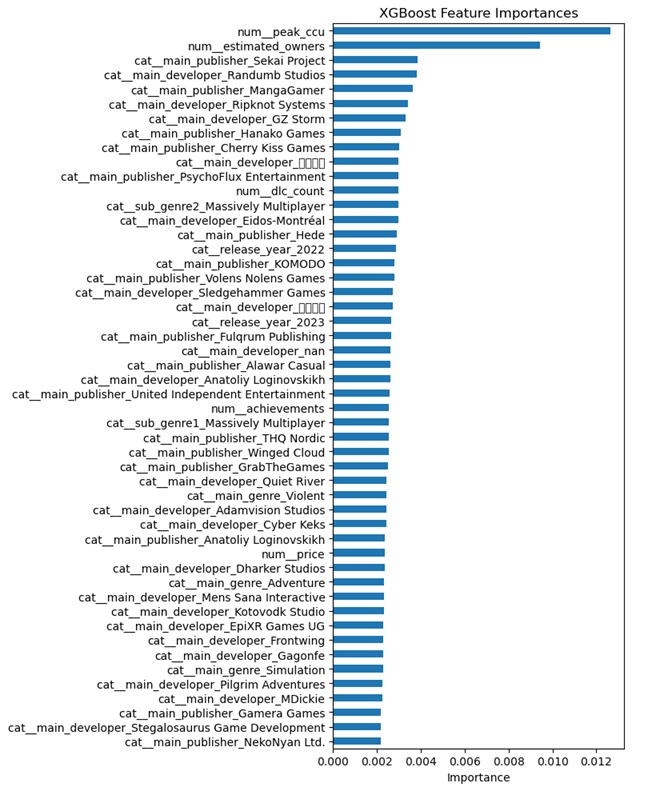 XGBoost Feature Importances
num__peak_ccu
num__estimated_owners
cat__main_publisher_Sekai Project
cat__main_developer_Randumb Studios
cat__main_publisher_MangaGamer
cat__main_developer_Ripknot Systems
cat__main_developer_GZ Storm
cat__main_publisher_Hanako Games
cat__main_publisher_Cherry Kiss Games
cat__main_developer_
cat__main_publisher_PsychoFlux Entertainment
num__dlc_count
cat__sub_genre2_Massively Multiplayer
cat__main_developer_Eidos-Montréal
cat__main_publisher_Hede
cat__release_year_2022
cat__main_publisher_KOMODO
cat__main_publisher_Volens Nolens Games
cat__main_developer_Sledgehammer Games
cat__main_developer_
cat__release_year_2023
cat__main_publisher_Fulqrum Publishing
cat__main_developer_nan
cat__main_publisher_Alawar Casual
cat__main_developer_Anatoliy Loginovskikh
cat__main_publisher_United Independent Entertainment
num__achievements
cat__sub_genre1_Massively Multiplayer
cat__main_publisher_THQ Nordic
cat__main_publisher_Winged Cloud
cat__main_publisher_GrabTheGames
cat__main_developer_Quiet River
cat__main_genre_Violent
cat__main_developer_Adamvision Studios
cat__main_developer_Cyber Keks
cat__main_publisher_Anatoliy Loginovskikh
num__price
cat__main_developer_Dharker Studios
cat__main_genre_Adventure
cat__main_developer_Mens Sana Interactive
cat__main_developer_Kotovodk Studio
cat__main_developer_EpiXR Games UG
cat__main_developer_Frontwing
cat__main_developer_Gagonfe
cat__main_genre_Simulation
cat__main_developer_Pilgrim Adventures
cat__main_developer_MDickie
cat__main_publisher_Gamera Games
cat__main_developer_Stegalosaurus Game Development
cat__main_publisher_NekoNyan Ltd.
0.000 0.002 0.004 0.006 0.008 0.010 0.012
Importance